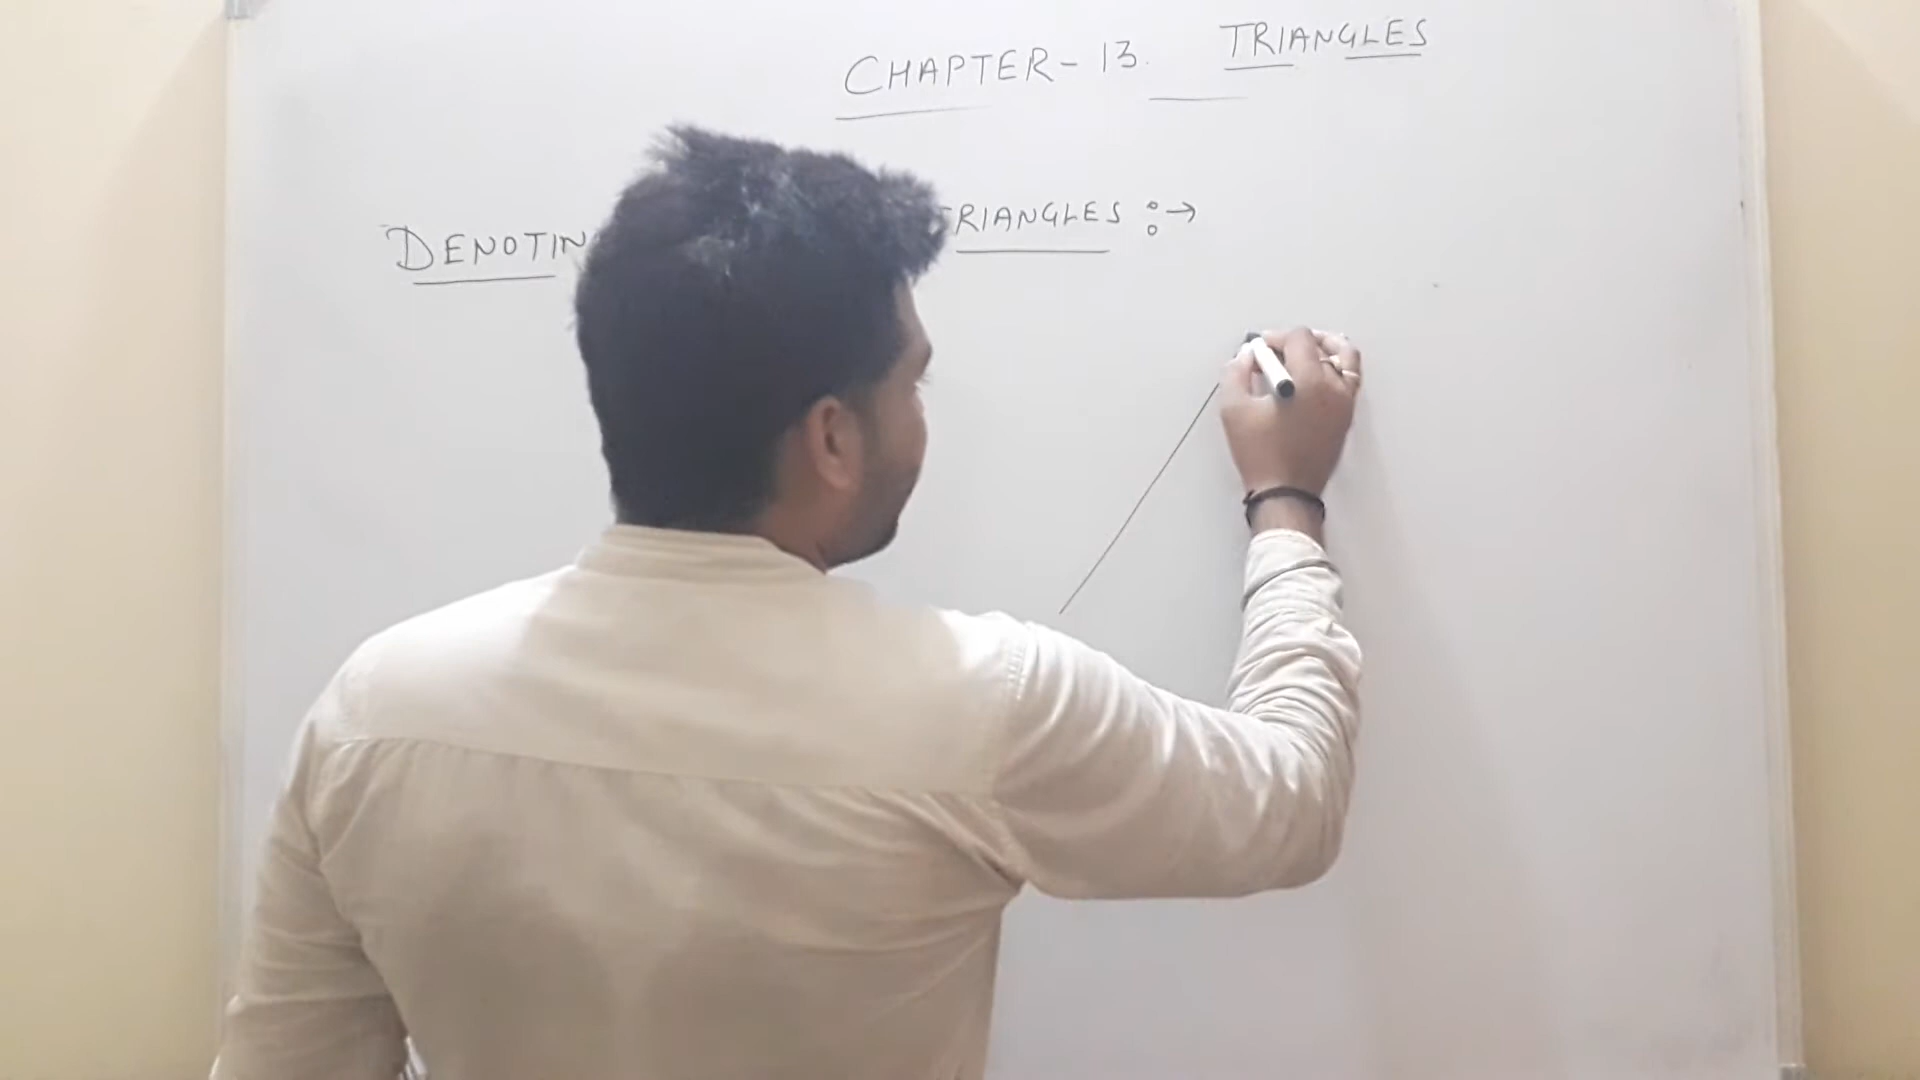 CHAPTER - 13. TRIANGLES
DENOTIN TRIANGLES :→